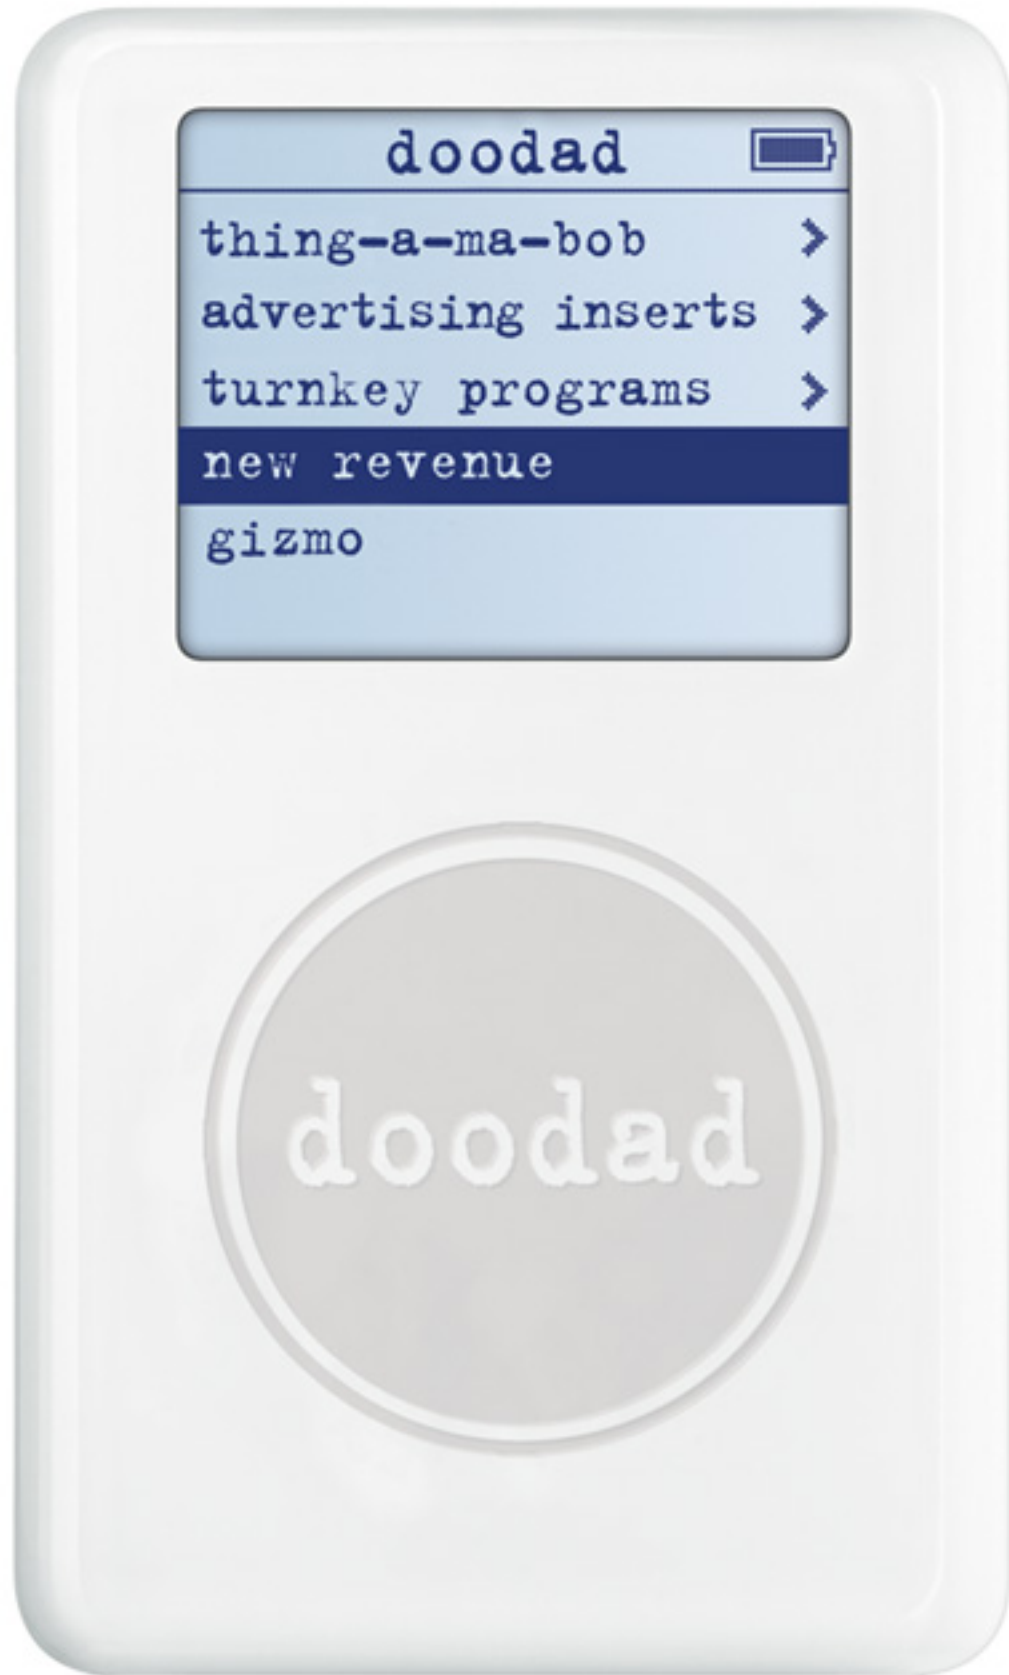 doodad
thing-a-ma-bob
advertising inserts
turnkey programs
new revenue
gizmo
doodad